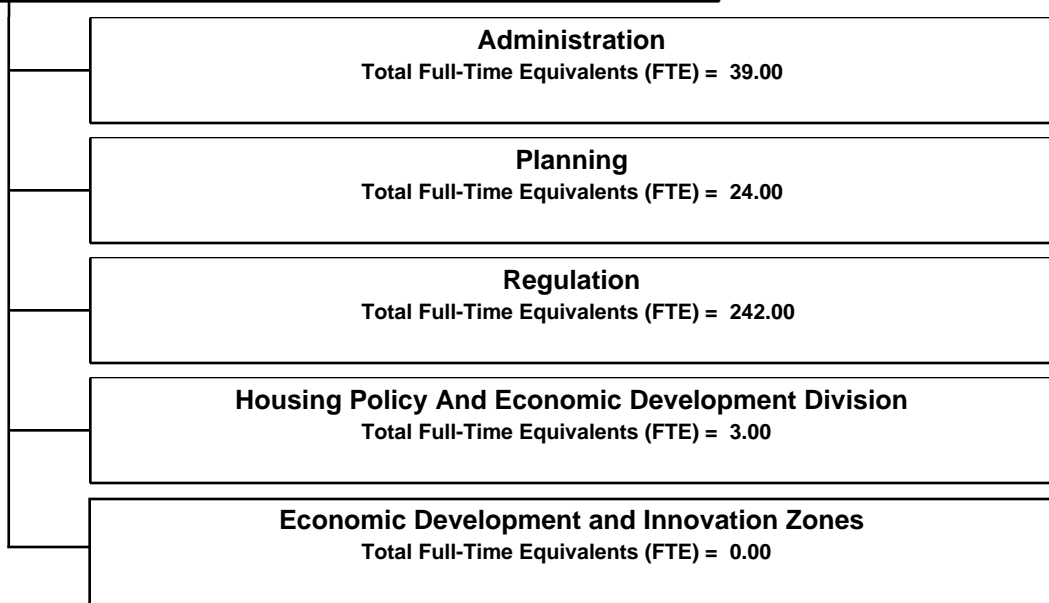 Administration
Total Full-Time Equivalents (FTE) = 39.00
Planning
Total Full-Time Equivalents (FTE) = 24.00
Regulation
Total Full-Time Equivalents (FTE) = 242.00
Housing Policy And Economic Development Division
Total Full-Time Equivalents (FTE) = 3.00
Economic Development and Innovation Zones
Total Full-Time Equivalents (FTE) = 0.00